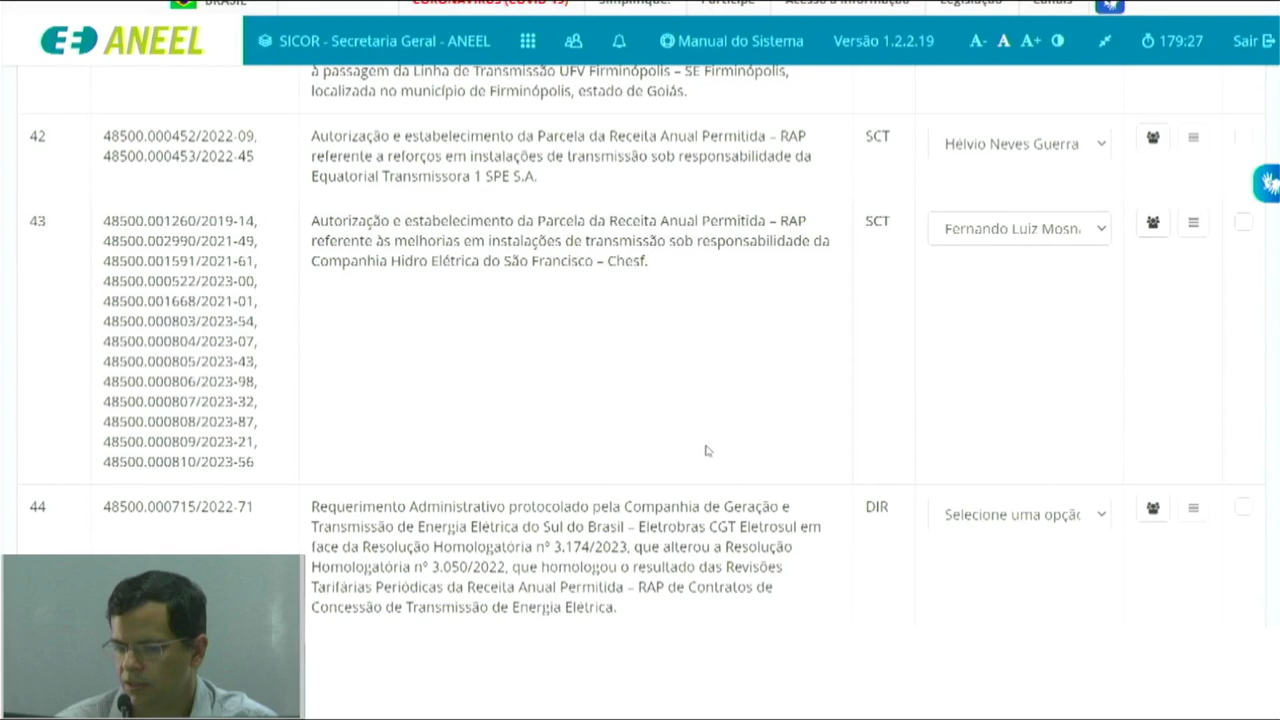 BRASIL
CORONAVÍRUS (COVID-19) Simplifique! Participe Acesso à informação Legislação Canais
ANEEL SICOR - Secretaria Geral - ANEEL Manual do Sistema Versão 1.2.2.19 A- A A+ 179:27 Sair
à passagem da Linha de Transmissão UFV Firminópolis – SE Firminópolis,
localizada no município de Firminópolis, estado de Goiás.
42
48500.000452/2022-09,
48500.000453/2022-45
Autorização e estabelecimento da Parcela da Receita Anual Permitida – RAP
referente a reforços em instalações de transmissão sob responsabilidade da
Equatorial Transmissora 1 SPE S.A.
SCT
Hélvio Neves Guerra
43
48500.001260/2019-14,
48500.002990/2021-49,
48500.001591/2021-61,
48500.000522/2023-00,
48500.001668/2021-01,
48500.000803/2023-54,
48500.000804/2023-07,
48500.000805/2023-43,
48500.000806/2023-98,
48500.000807/2023-32,
48500.000808/2023-87,
48500.000809/2023-21,
48500.000810/2023-56
Autorização e estabelecimento da Parcela da Receita Anual Permitida – RAP
referente às melhorias em instalações de transmissão sob responsabilidade da
Companhia Hidro Elétrica do São Francisco – Chesf.
SCT
Fernando Luiz Mosn
44
48500.000715/2022-71
Requerimento Administrativo protocolado pela Companhia de Geração e
Transmissão de Energia Elétrica do Sul do Brasil – Eletrobras CGT Eletrosul em
face da Resolução Homologatória nº 3.174/2023, que alterou a Resolução
Homologatória nº 3.050/2022, que homologou o resultado das Revisões
Tarifárias Periódicas da Receita Anual Permitida – RAP de Contratos de
Concessão de Transmissão de Energia Elétrica.
DIR
Selecione uma opçã